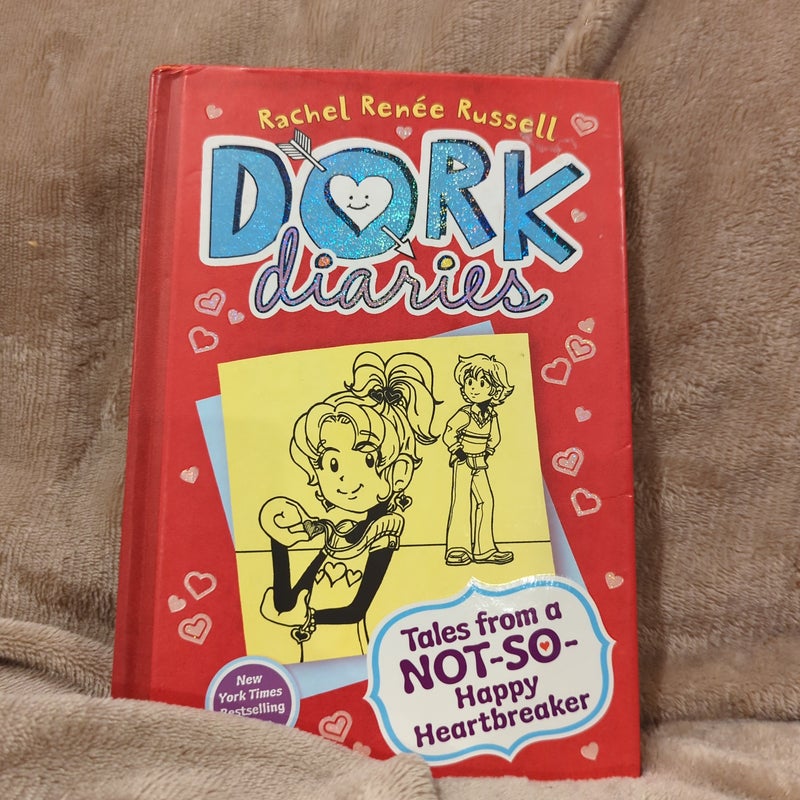 Rachel Renée Russell
DORK
diaries
Tales from a
NOT-SO-
Happy
Heartbreaker
New
York Times
Bestselling